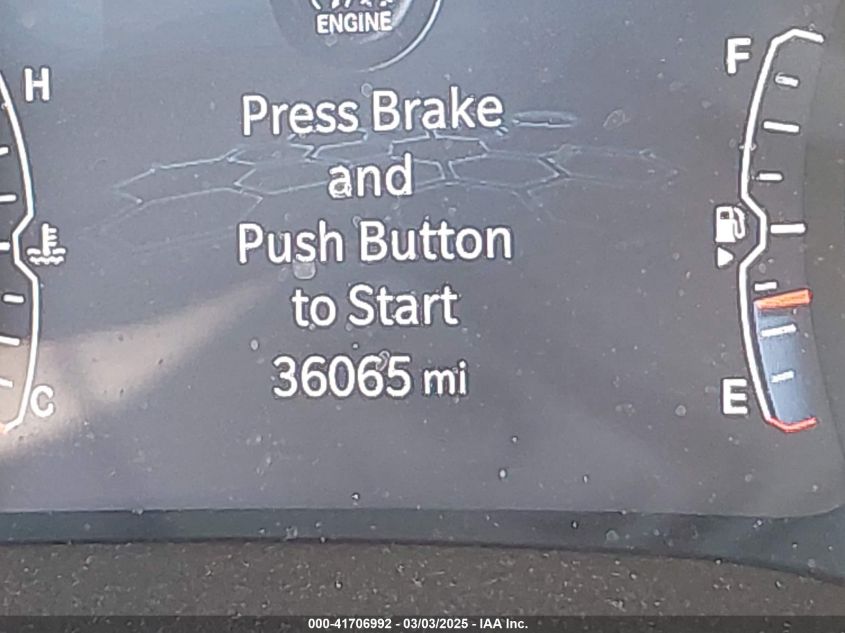 ENGINE
H
F
Press Brake
and
Push Button
to Start
36065 mi
C
E
000-41706992 - 03/03/2025 - IAA Inc.